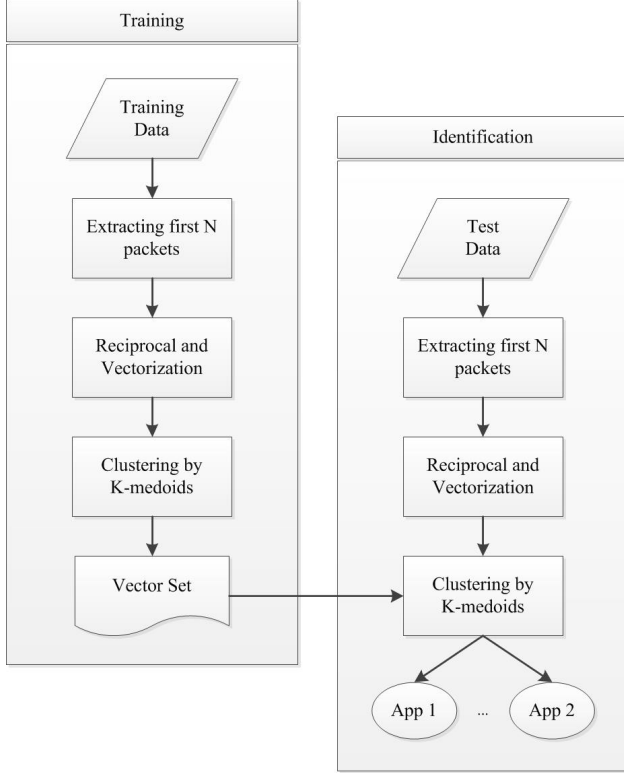 Training
Training
Data
Extracting first N
packets
Reciprocal and
Vectorization
Clustering by
K-medoids
Vector Set
Identification
Test
Data
Extracting first N
packets
Reciprocal and
Vectorization
Clustering by
K-medoids
App 1 ... App 2